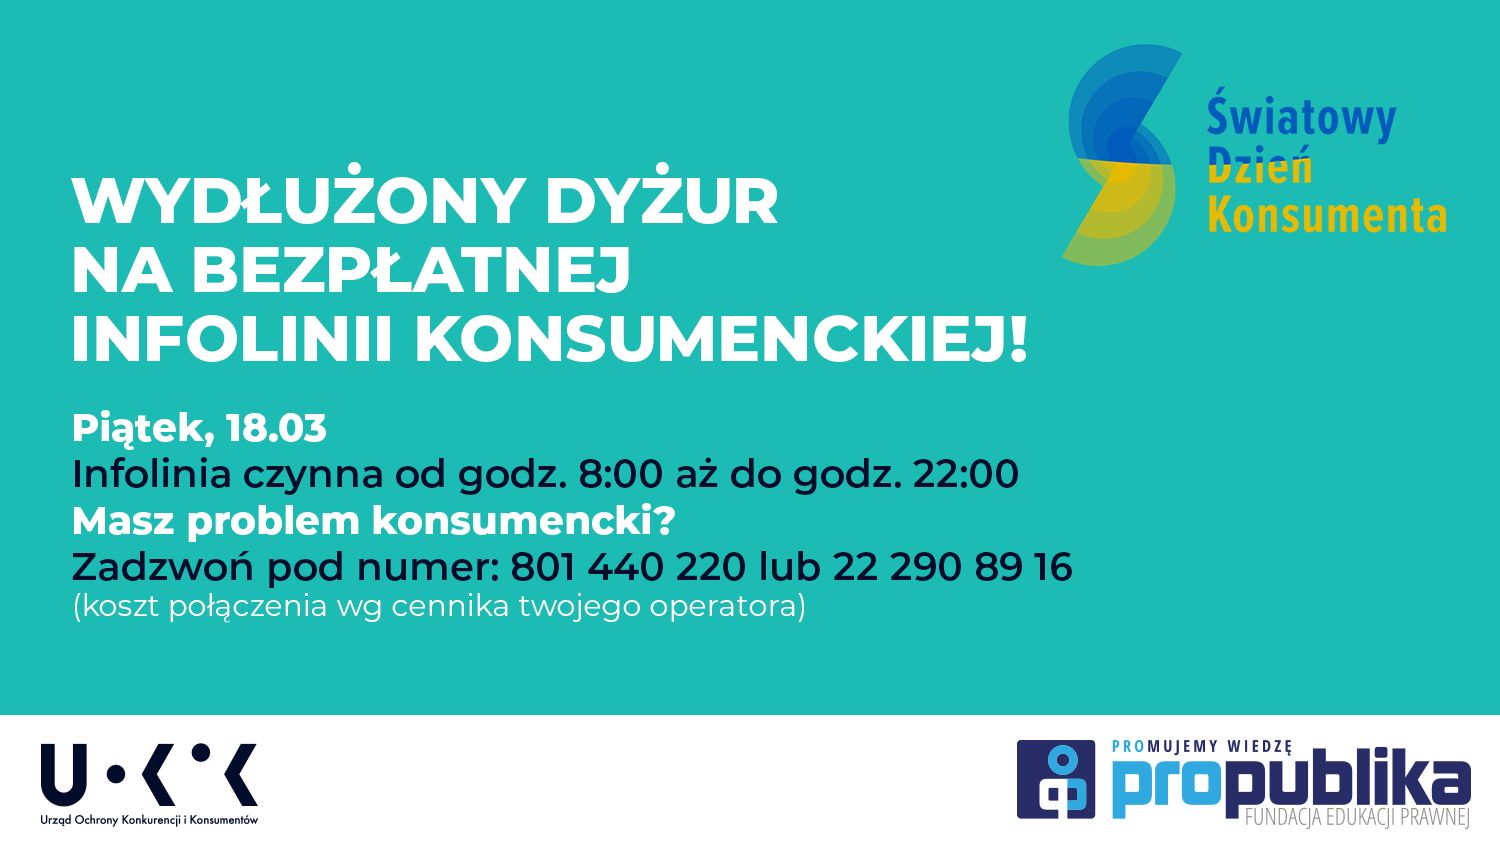 Światowy
Dzień
Konsumenta
WYDŁUŻONY DYŻUR
NA BEZPŁATNEJ
INFOLINII KONSUMENCKIEJ!
Piątek, 18.03
Infolinia czynna od godz. 8:00 aż do godz. 22:00
Masz problem konsumencki?
Zadzwoń pod numer: 801 440 220 lub 22 290 89 16
(koszt połączenia wg cennika twojego operatora)
UOKiK
Urząd Ochrony Konkurencji i Konsumentów
PROMUJEMY WIEDZĘ
propublika
FUNDACJA EDUKACJI PRAWNEJ